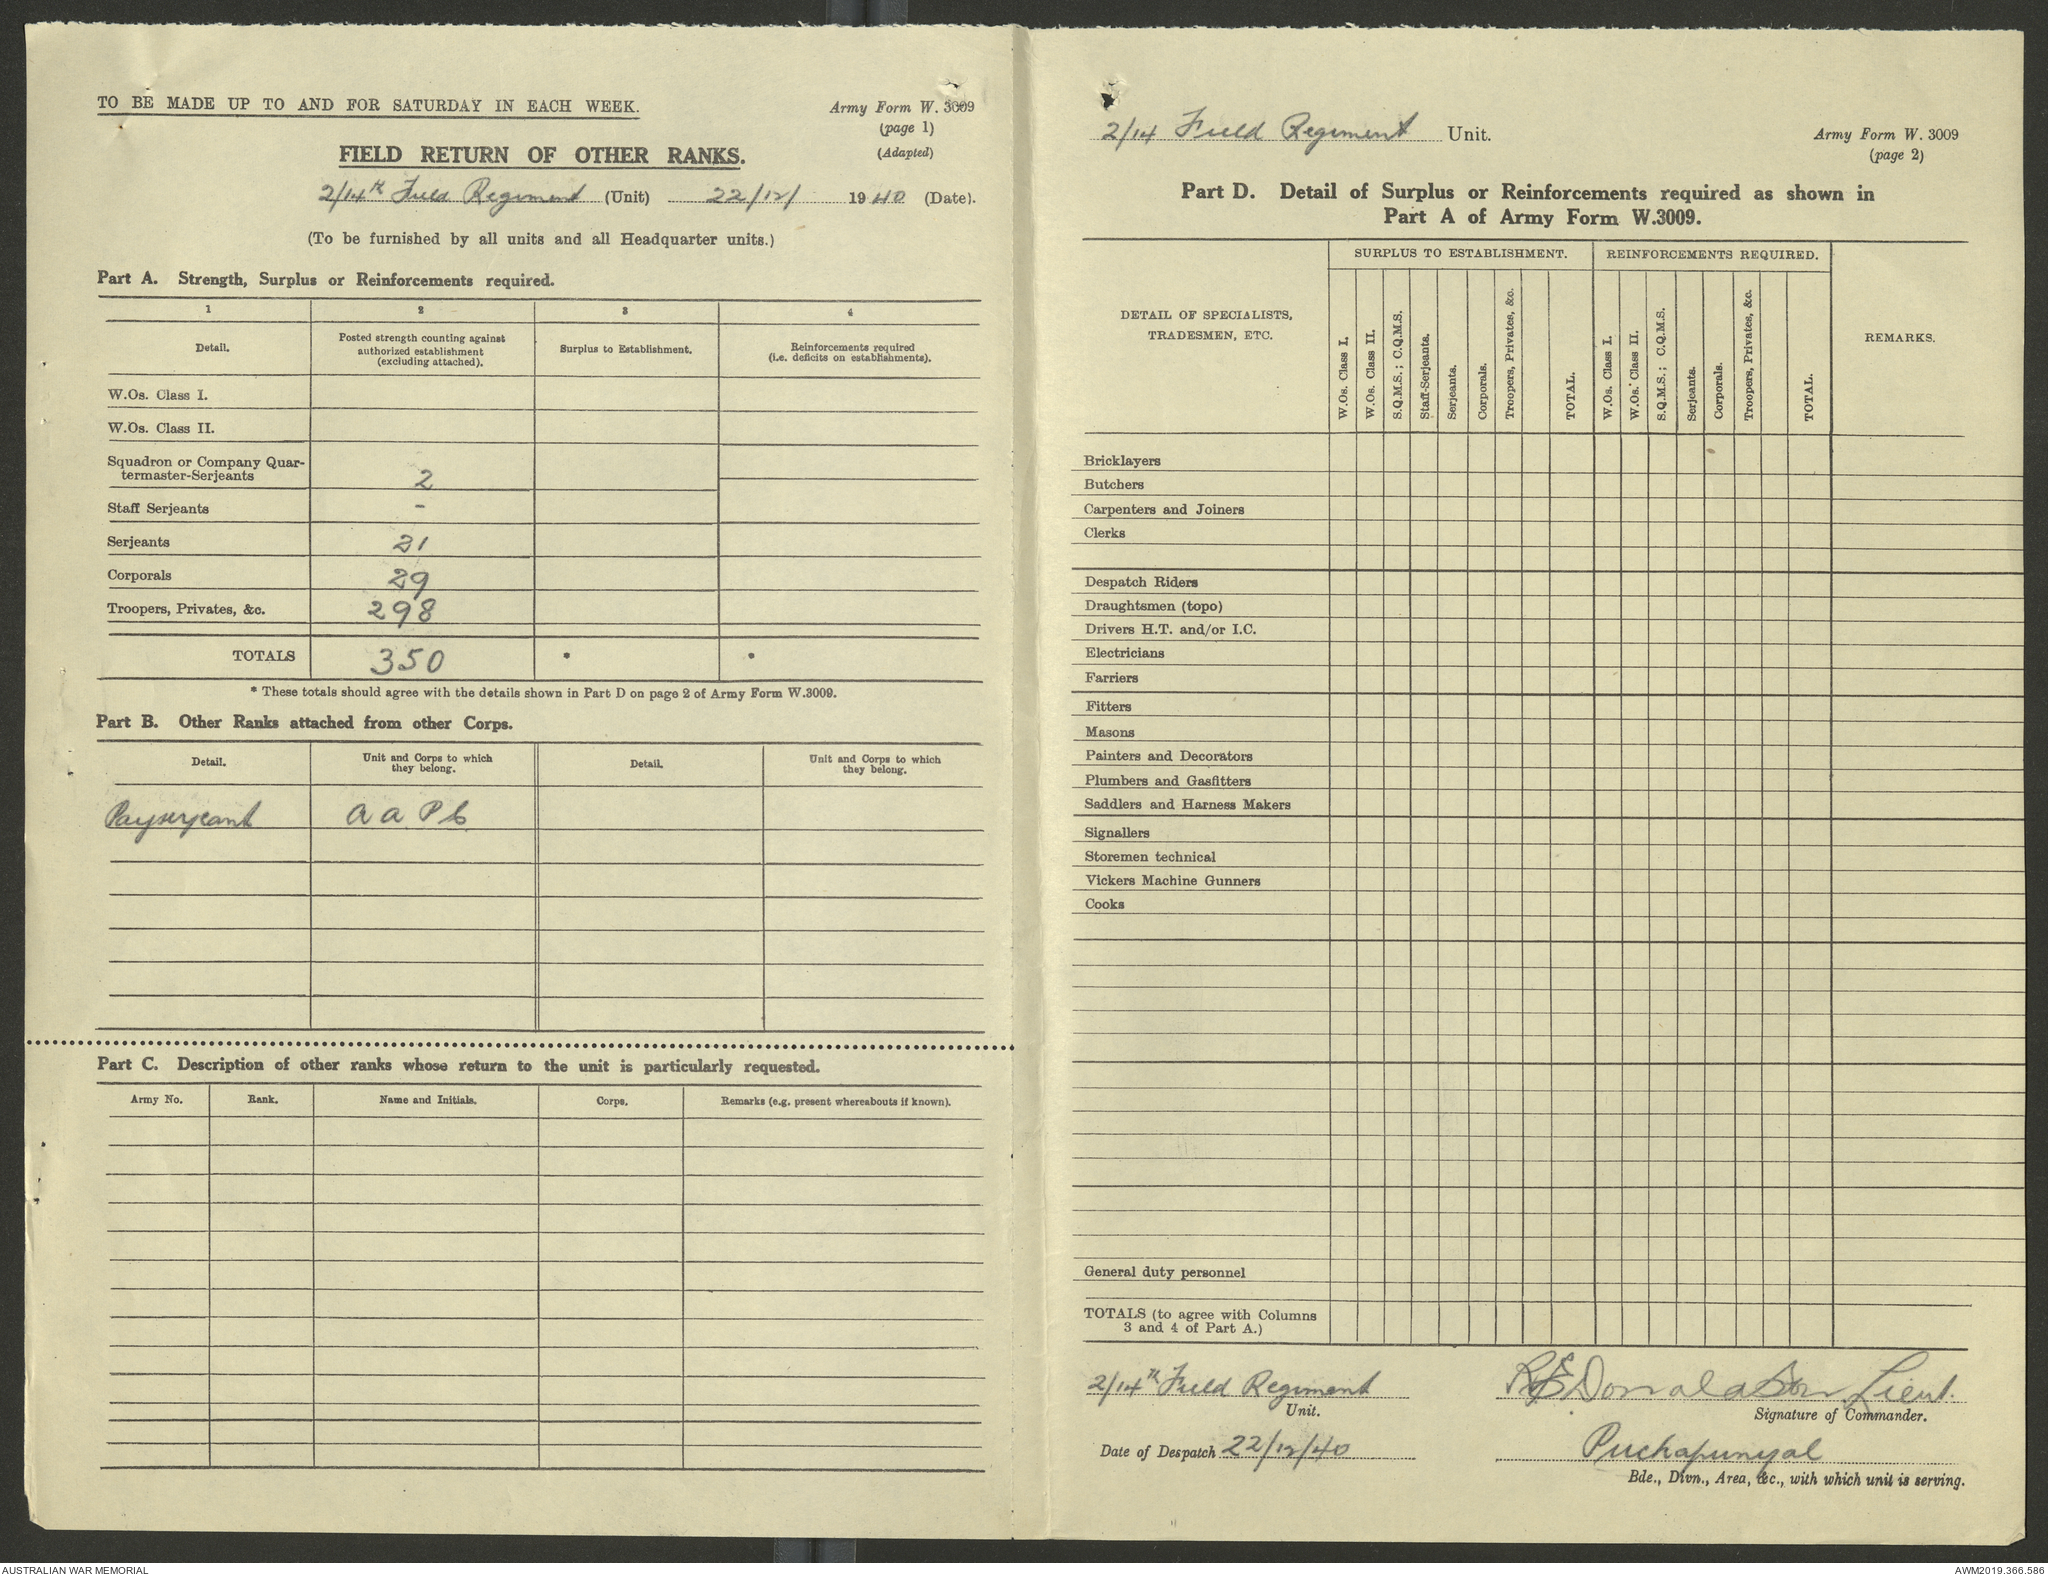 TO BE MADE UP TO AND FOR SATURDAY IN EACH WEEK.
Army Form W. 3009
(page 1)
(Adapted)
FIELD RETURN OF OTHER RANKS.
2/14th Field Regiment (Unit) 22/12/ 1940 (Date).
(To be furnished by all units and all Headquarter units.)
Part A. Strength, Surplus or Reinforcements required.
1 2 3 4
Detail.
Posted strength counting against
authorized establishment
(excluding attached).
Surplus to Establishment.
Reinforcements required
(i.e. deficits on establishments).
W.Os. Class I.
W.Os. Class II.
Squadron or Company Quar-
termaster-Serjeants 2
Staff Serjeants -
Serjeants 21
Corporals 29
Troopers, Privates, &c. 298
TOTALS 350 * *
* These totals should agree with the details shown in Part D on page 2 of Army Form W.3009.
Part B. Other Ranks attached from other Corps.
Detail.
Unit and Corps to which
they belong.
Detail.
Unit and Corps to which
they belong.
Payserjeant A A P C
Part C. Description of other ranks whose return to the unit is particularly requested.
Army No. Rank. Name and Initials. Corps. Remarks (e.g. present whereabouts if known).
2/14 Field Regiment Unit.
Army Form W. 3009
(page 2)
Part D. Detail of Surplus or Reinforcements required as shown in
Part A of Army Form W.3009.
DETAIL OF SPECIALISTS,
TRADESMEN, ETC.
SURPLUS TO ESTABLISHMENT.
REINFORCEMENTS REQUIRED.
REMARKS.
W.Os. Class I.
W.Os. Class II.
S.Q.M.S.; C.Q.M.S.
Staff-Serjeants.
Serjeants.
Corporals.
Troopers, Privates, &c.
TOTAL.
W.Os. Class I.
W.Os. Class II.
S.Q.M.S.; C.Q.M.S.
Serjeants.
Corporals.
Troopers, Privates, &c.
TOTAL.
Bricklayers
Butchers
Carpenters and Joiners
Clerks
Despatch Riders
Draughtsmen (topo)
Drivers H.T. and/or I.C.
Electricians
Farriers
Fitters
Masons
Painters and Decorators
Plumbers and Gasfitters
Saddlers and Harness Makers
Signallers
Storemen technical
Vickers Machine Gunners
Cooks
General duty personnel
TOTALS (to agree with Columns
3 and 4 of Part A.)
2/14th Field Regiment
Unit.
Date of Despatch 22/12/40
R E Donaldson Lieut.
Signature of Commander.
Puckapunyal
Bde., Divn., Area, &c., with which unit is serving.
AUSTRALIAN WAR MEMORIAL
AWM2019.366.586